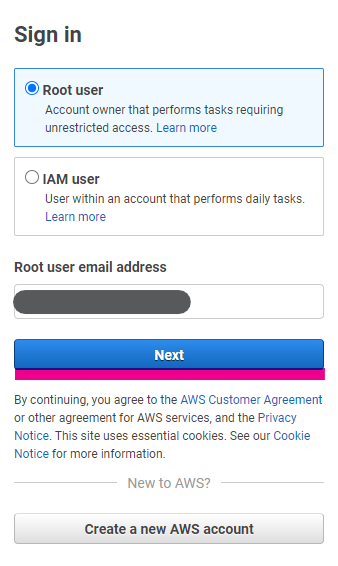 Sign in
Root user
Account owner that performs tasks requiring
unrestricted access. Learn more
IAM user
User within an account that performs daily tasks.
Learn more
Root user email address
Next
By continuing, you agree to the AWS Customer Agreement
or other agreement for AWS services, and the Privacy
Notice. This site uses essential cookies. See our Cookie
Notice for more information.
New to AWS?
Create a new AWS account